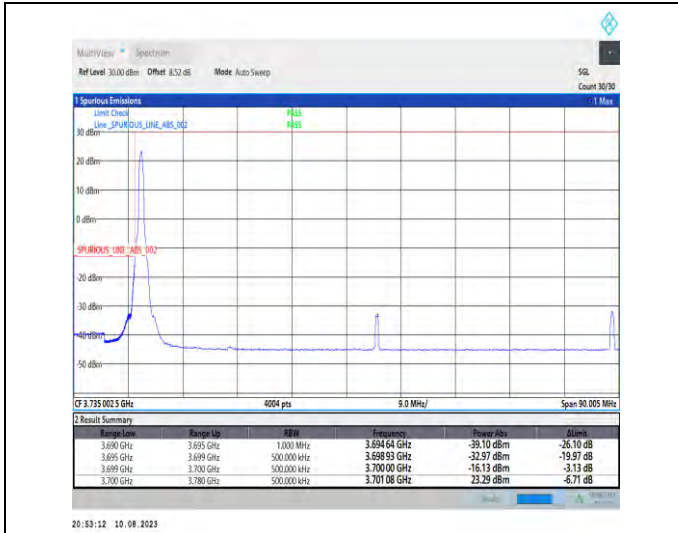 MultiView Spectrum
Ref Level 30.00 dBm Offset 8.52 dB Mode Auto Sweep SGL
Count 30/30
1 Spurious Emissions 1 Max
Limit Check PASS
Line _SPURIOUS_LINE_ABS_002 PASS
30 dBm
20 dBm
10 dBm
0 dBm
SPURIOUS_LINE_ABS_002
-20 dBm
-30 dBm
-40 dBm
-50 dBm
CF 3.735 002 5 GHz 4004 pts 9.0 MHz/ Span 90.005 MHz
2 Result Summary
Range Low Range Up RBW Frequency Power Abs ΔLimit
3.690 GHz 3.695 GHz 1.000 MHz 3.694 64 GHz -39.10 dBm -26.10 dB
3.695 GHz 3.699 GHz 500.000 kHz 3.698 93 GHz -32.97 dBm -19.97 dB
3.699 GHz 3.700 GHz 500.000 kHz 3.700 00 GHz -16.13 dBm -3.13 dB
3.700 GHz 3.780 GHz 500.000 kHz 3.701 08 GHz 23.29 dBm -6.71 dB
20:53:12 10.08.2023